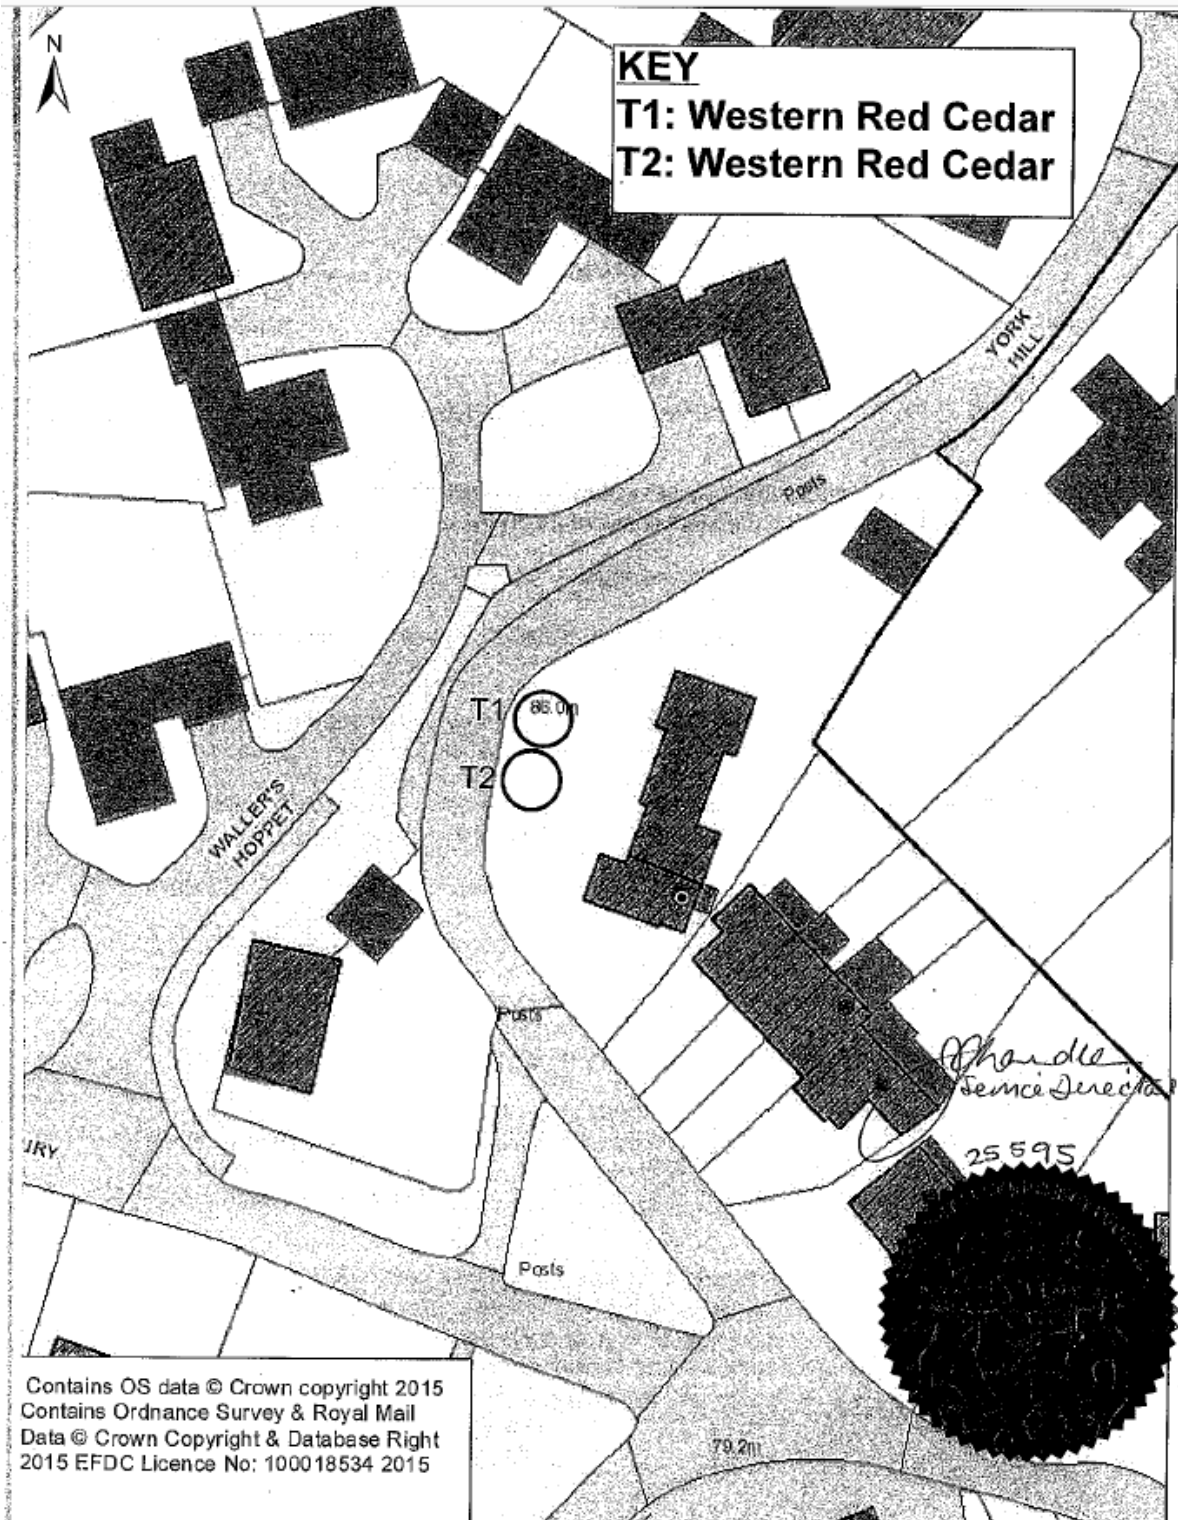 N
KEY
T1: Western Red Cedar
T2: Western Red Cedar
YORK
HILL
Posts
T1
T2
WALLER'S
HOPPET
Posts
Service Director
25595
Posts
79.2m
Contains OS data © Crown copyright 2015
Contains Ordnance Survey & Royal Mail
Data © Crown Copyright & Database Right
2015 EFDC Licence No: 100018534 2015